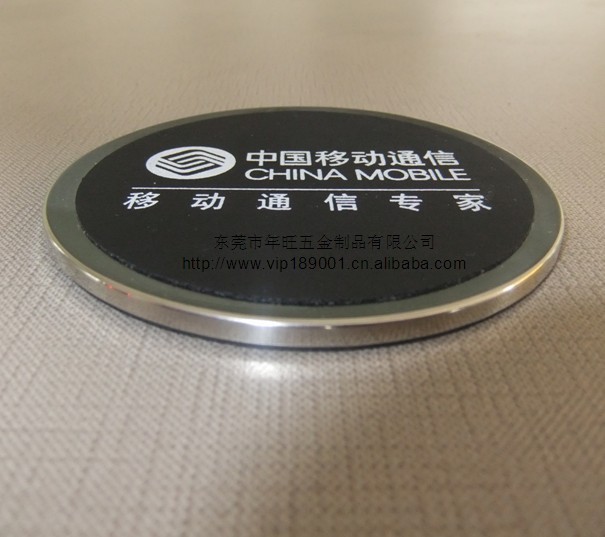 中国移动通信
CHINA MOBILE
移动通信专家
东莞市年旺五金制品有限公司
http://www.vip189001.cn.alibaba.com